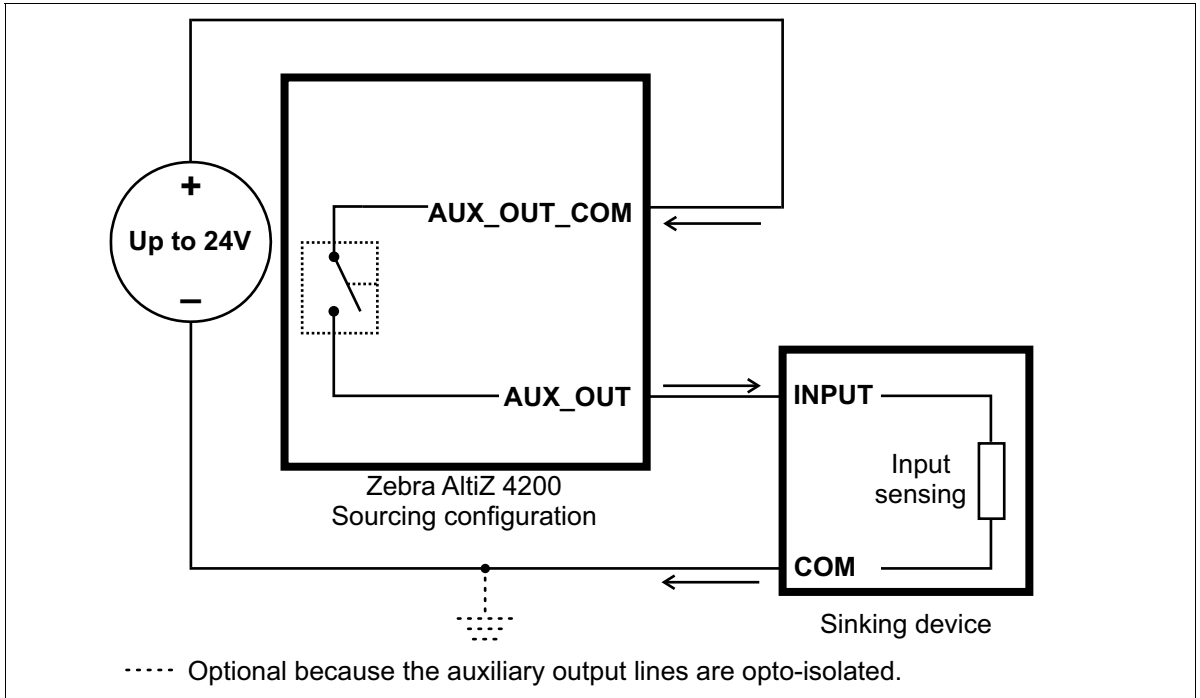 +
Up to 24V
–
AUX_OUT_COM
AUX_OUT
Zebra AltiZ 4200
Sourcing configuration
INPUT
Input
sensing
COM
Sinking device
Optional because the auxiliary output lines are opto-isolated.